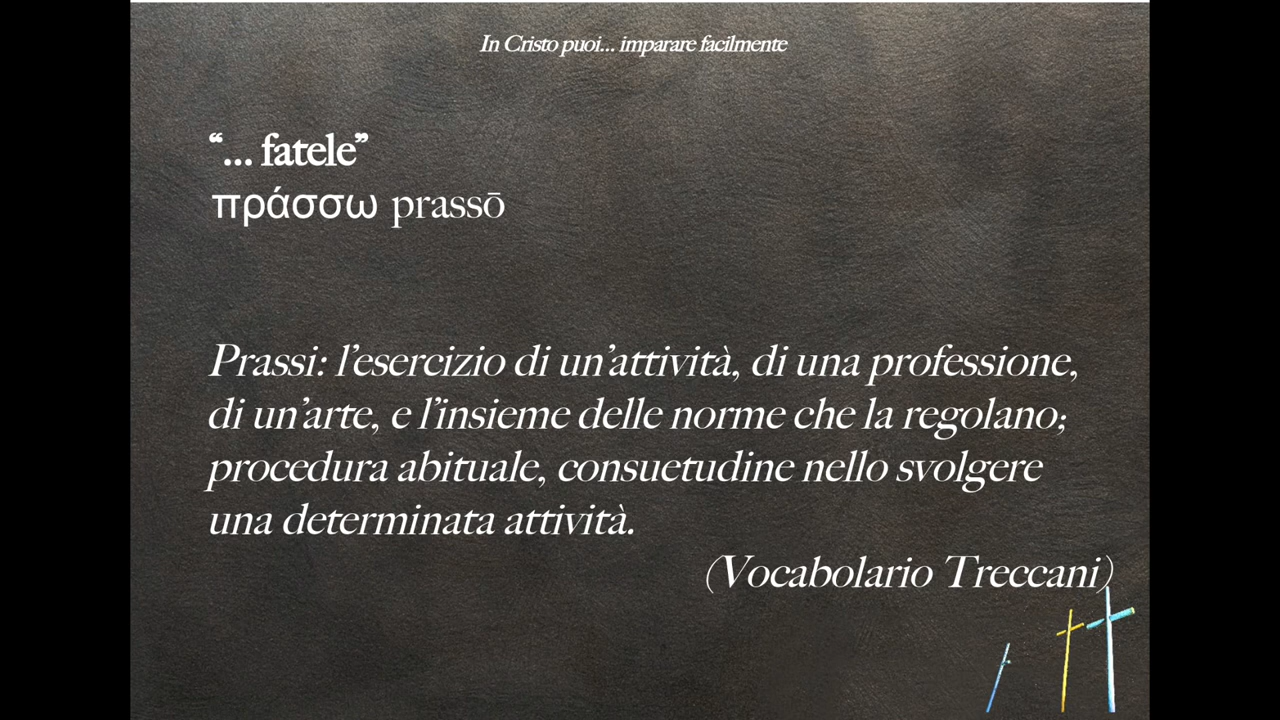 In Cristo puoi... imparare facilmente
“... fatele”
πράσσω prassō
Prassi: l’esercizio di un’attività, di una professione,
di un’arte, e l’insieme delle norme che la regolano;
procedura abituale, consuetudine nello svolgere
una determinata attività.
(Vocabolario Treccani)